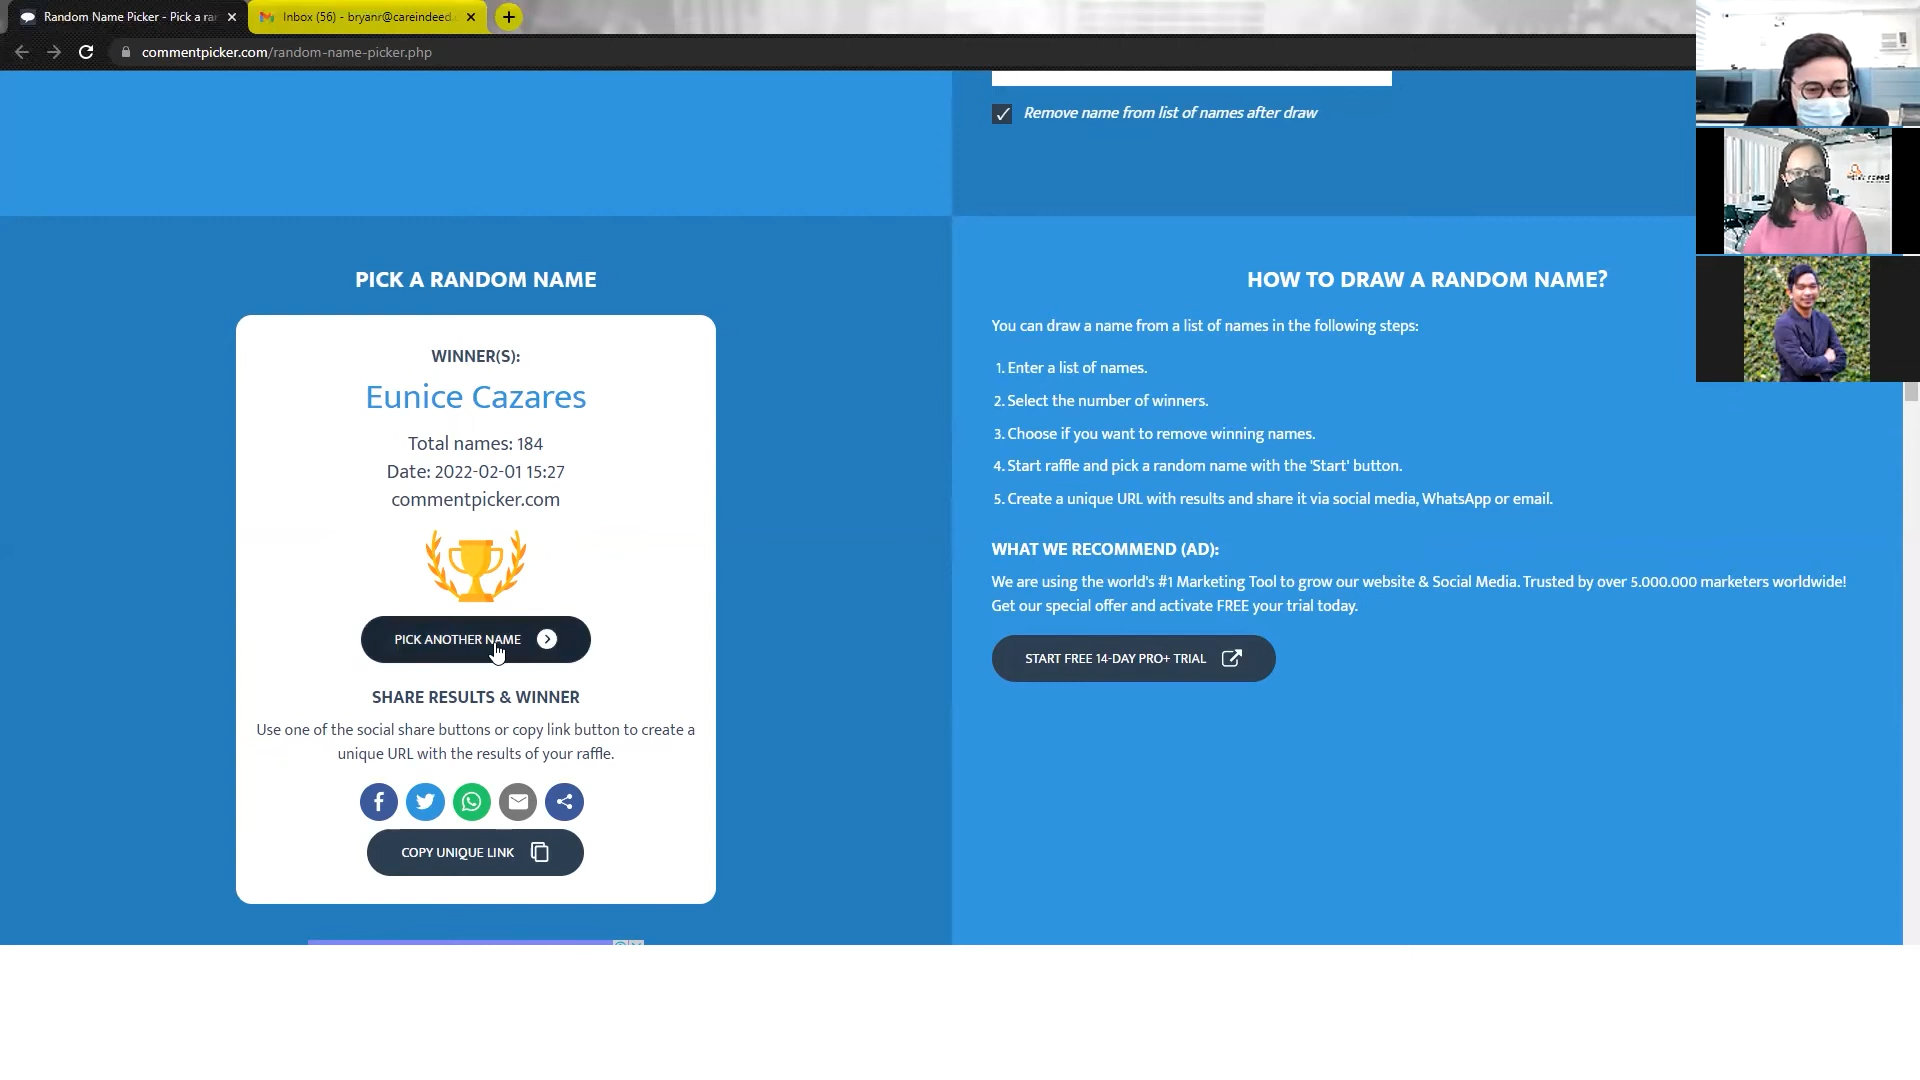 Random Name Picker - Pick a ra
Inbox (56) - bryanr@careindeed.
commentpicker.com/random-name-picker.php
Remove name from list of names after draw
PICK A RANDOM NAME
WINNER(S):
Eunice Cazares
Total names: 184
Date: 2022-02-01 15:27
commentpicker.com
PICK ANOTHER NAME
SHARE RESULTS & WINNER
Use one of the social share buttons or copy link button to create a
unique URL with the results of your raffle.
COPY UNIQUE LINK
HOW TO DRAW A RANDOM NAME?
You can draw a name from a list of names in the following steps:
1. Enter a list of names.
2. Select the number of winners.
3. Choose if you want to remove winning names.
4. Start raffle and pick a random name with the 'Start' button.
5. Create a unique URL with results and share it via social media, WhatsApp or email.
WHAT WE RECOMMEND (AD):
We are using the world's #1 Marketing Tool to grow our website & Social Media. Trusted by over 5.000.000 marketers worldwide!
Get our special offer and activate FREE your trial today.
START FREE 14-DAY PRO+ TRIAL